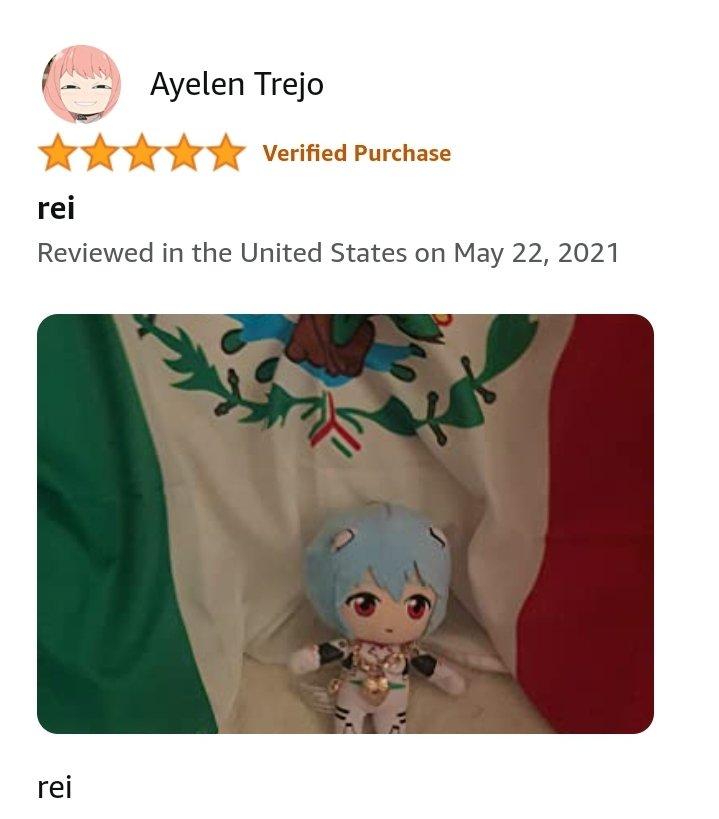 Ayelen Trejo
Verified Purchase
rei
Reviewed in the United States on May 22, 2021
rei